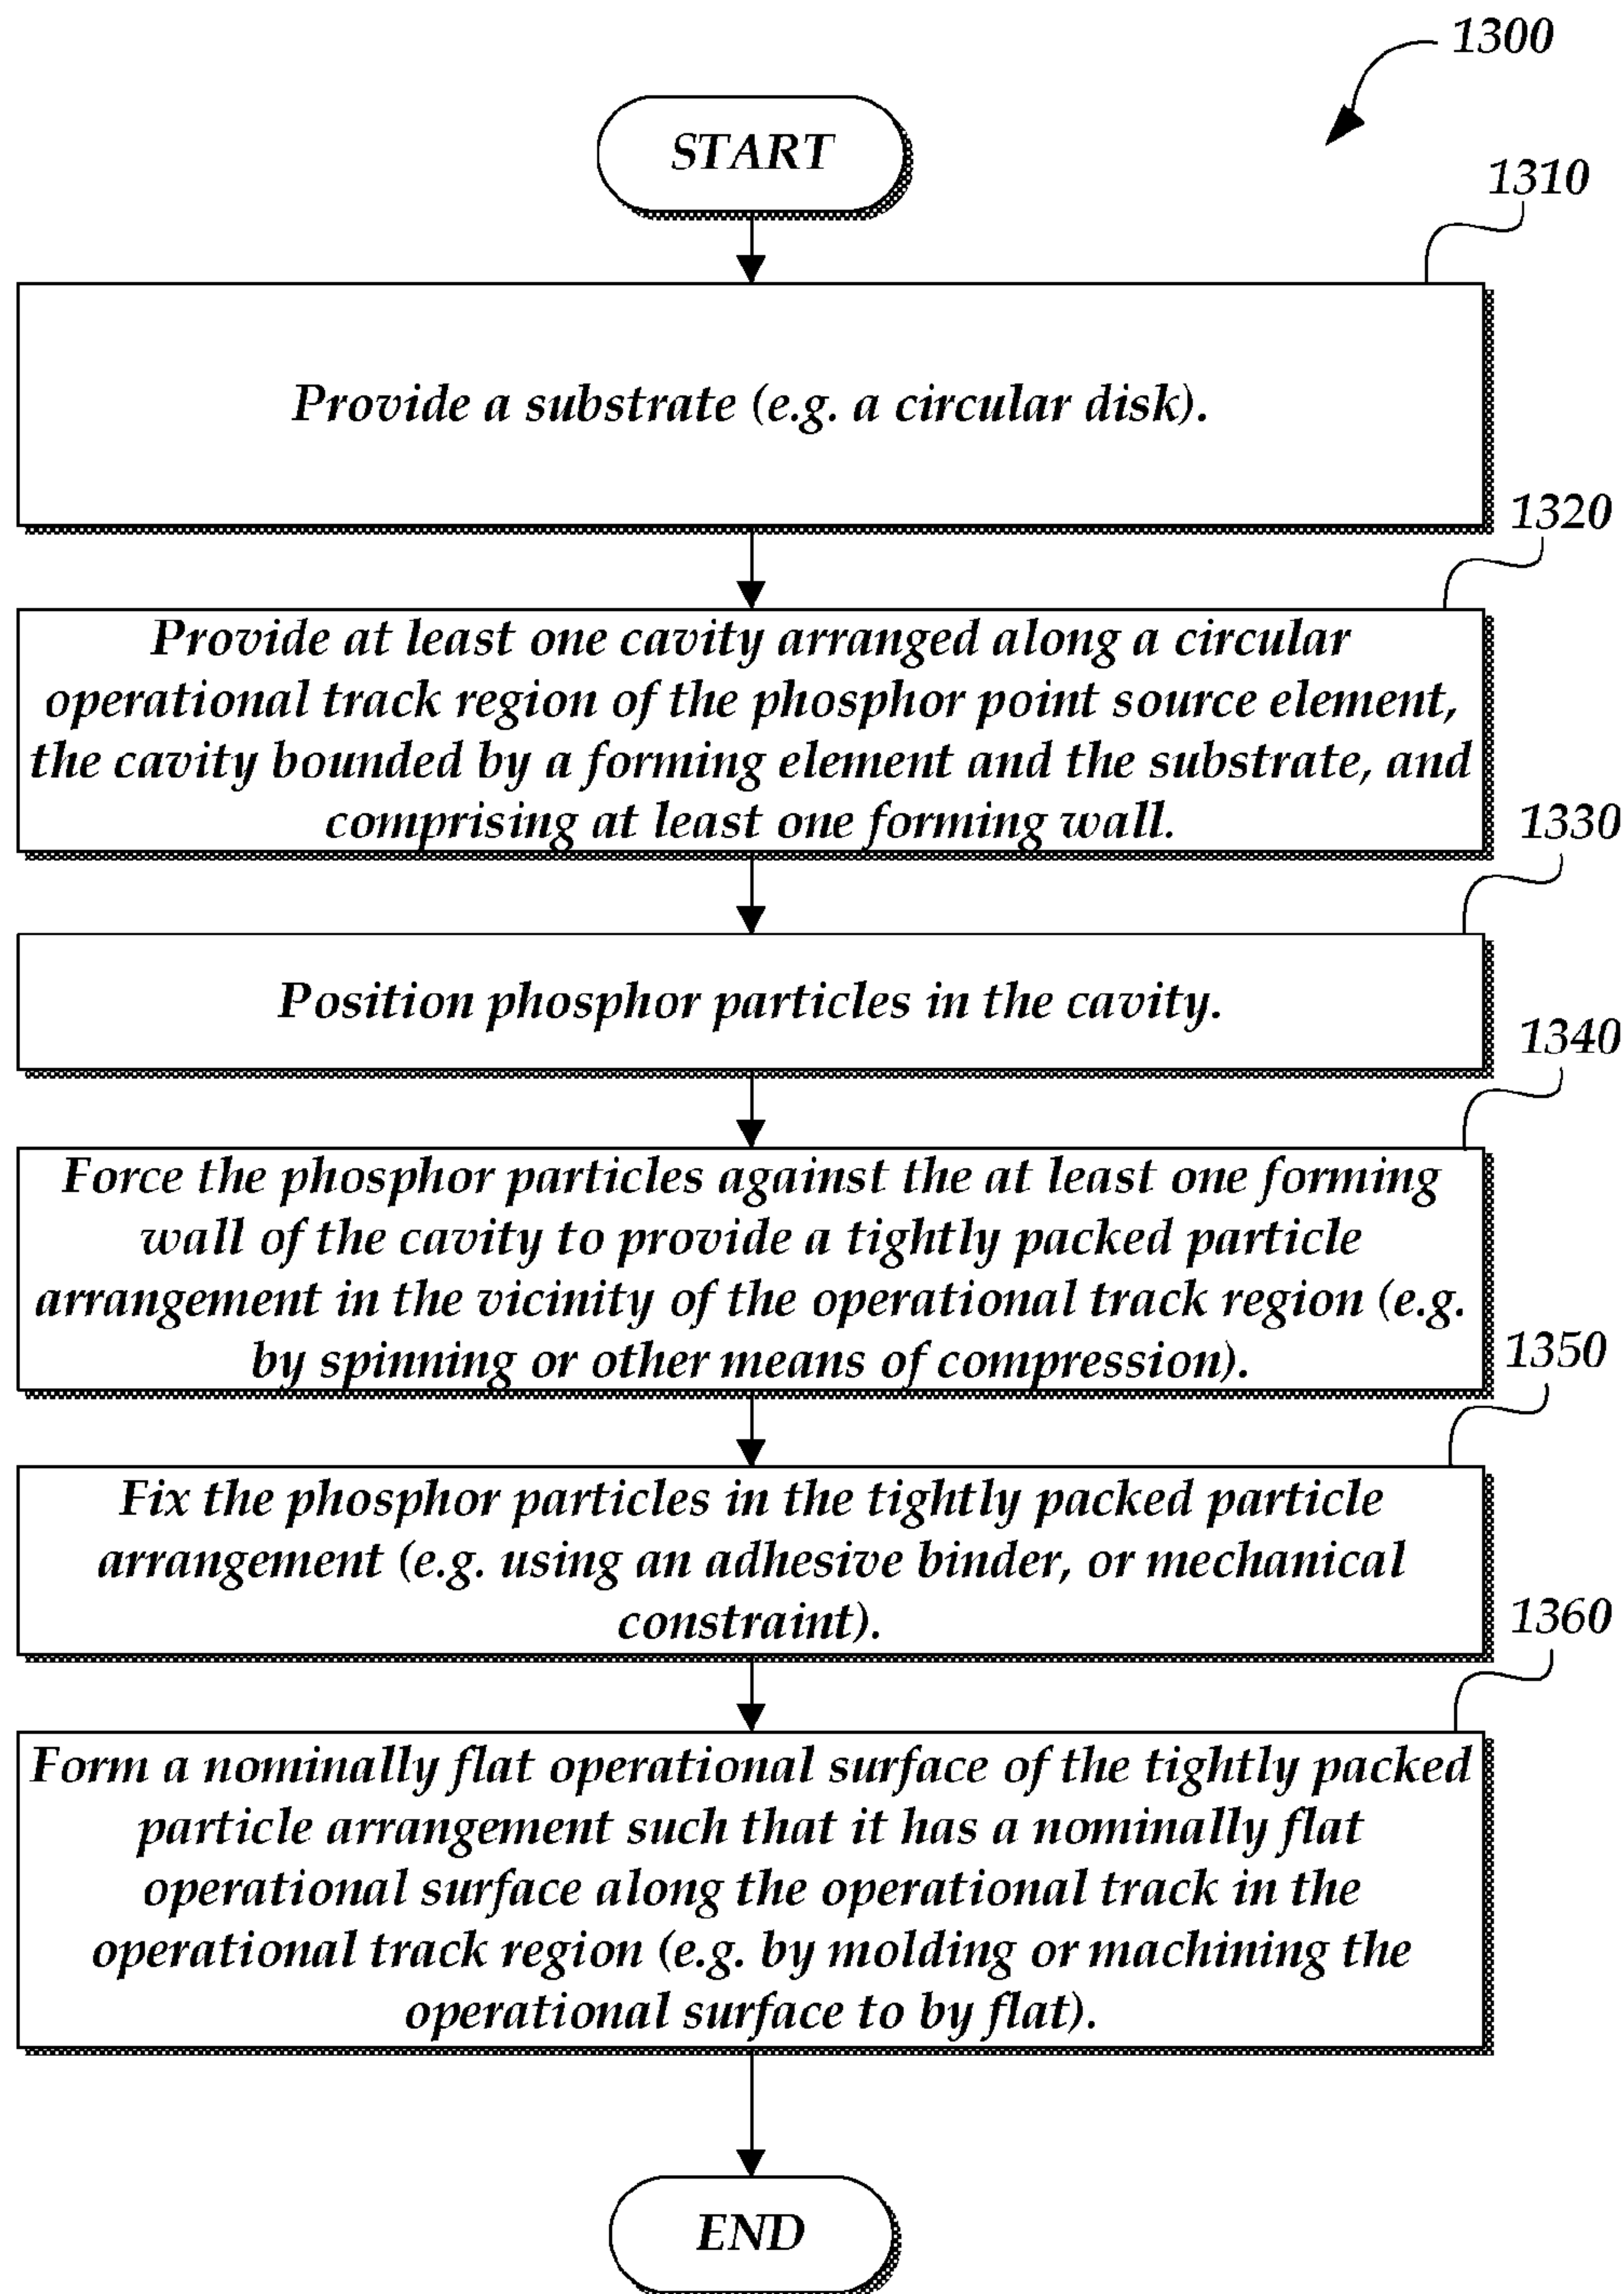 1300
START
1310
Provide a substrate (e.g. a circular disk).
1320
Provide at least one cavity arranged along a circular
operational track region of the phosphor point source element,
the cavity bounded by a forming element and the substrate, and
comprising at least one forming wall.
1330
Position phosphor particles in the cavity.
1340
Force the phosphor particles against the at least one forming
wall of the cavity to provide a tightly packed particle
arrangement in the vicinity of the operational track region (e.g.
by spinning or other means of compression).
1350
Fix the phosphor particles in the tightly packed particle
arrangement (e.g. using an adhesive binder, or mechanical
constraint).
1360
Form a nominally flat operational surface of the tightly packed
particle arrangement such that it has a nominally flat
operational surface along the operational track in the
operational track region (e.g. by molding or machining the
operational surface to by flat).
END